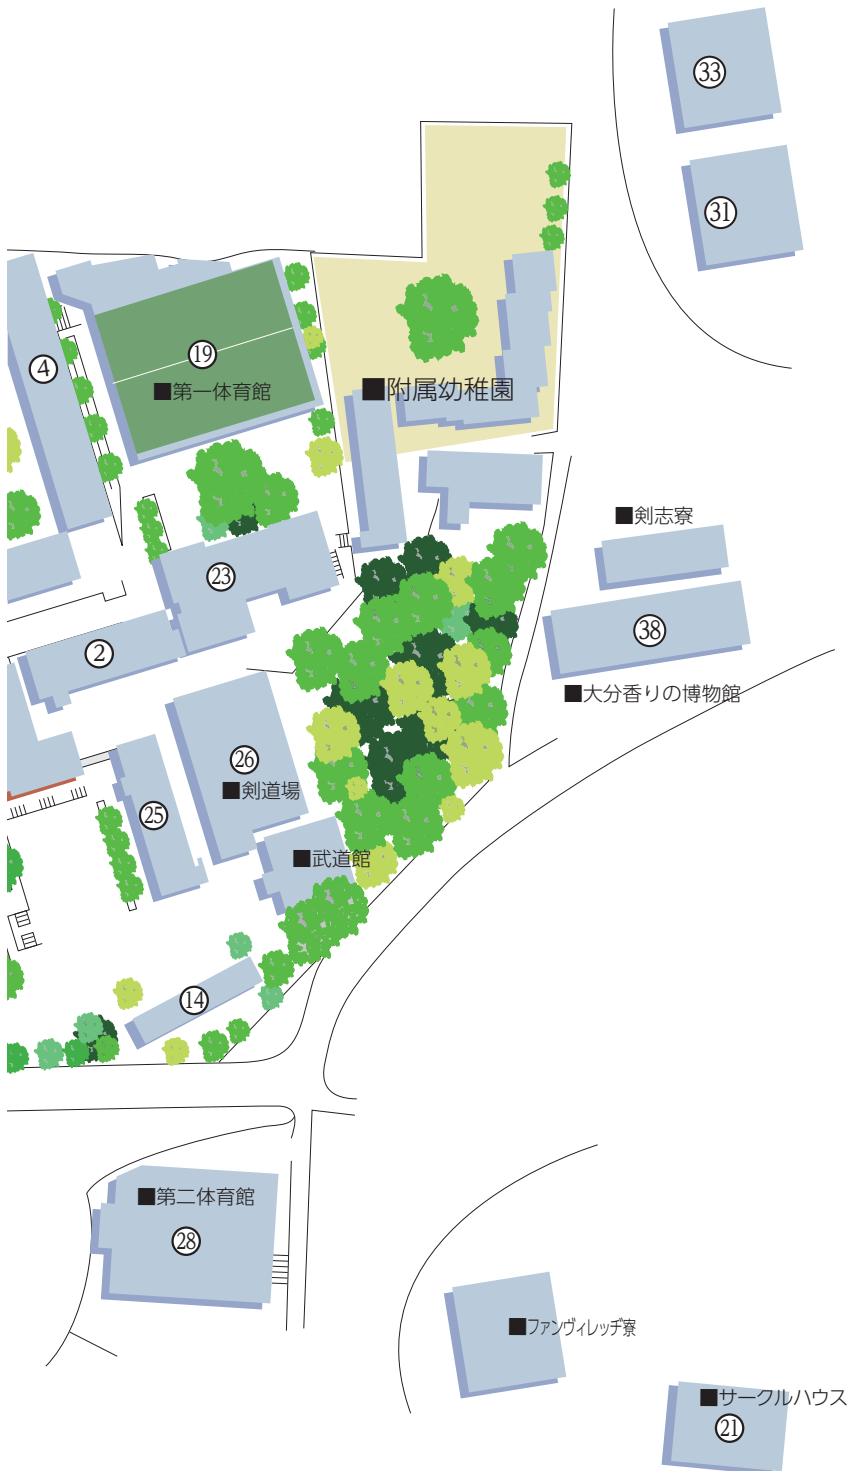 33
31
19
4
■第一体育館
■附属幼稚園
■剣志寮
23
38
2
■大分香りの博物館
26
■剣道場
25
■武道館
14
■第二体育館
28
■ファンヴィレッヂ寮
■サークルハウス
21